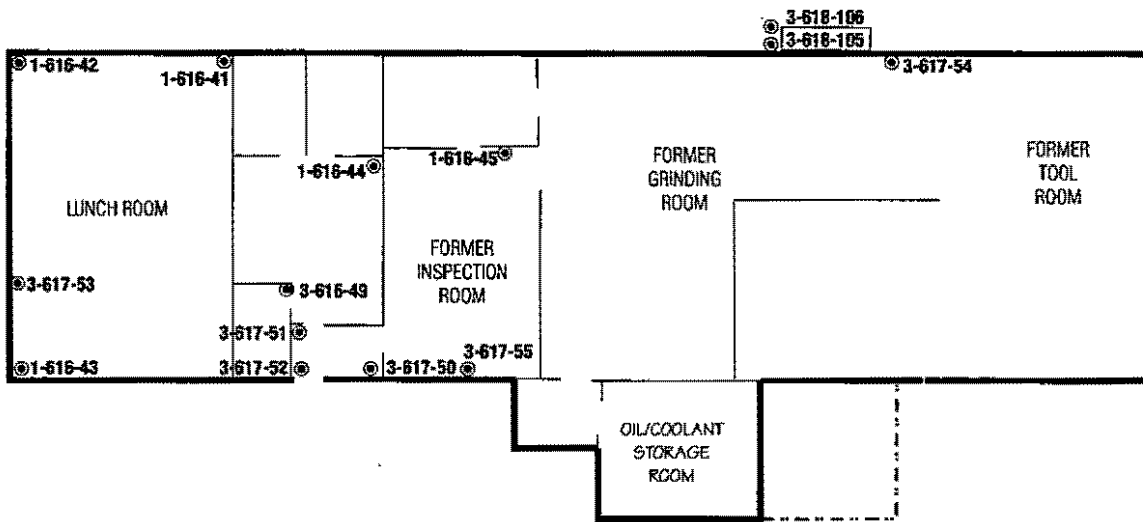 3-618-106
3-618-105
1-616-42
1-616-41
3-617-54
1-616-44
1-616-45
FORMER
GRINDING
ROOM
FORMER
TOOL
ROOM
LUNCH ROOM
FORMER
INSPECTION
ROOM
3-617-53
3-616-49
3-617-51
3-617-55
1-616-43
3-617-52
3-617-50
OIL/COOLANT
STORAGE
ROOM